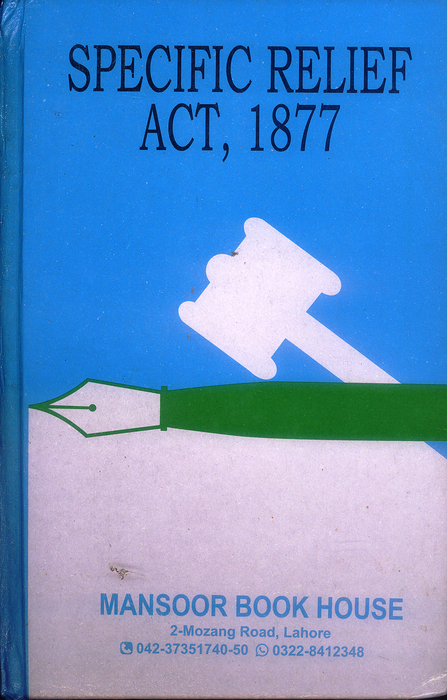 SPECIFIC RELIEF
ACT, 1877
MANSOOR BOOK HOUSE
2-Mozang Road, Lahore
042-37351740-50 0322-8412348